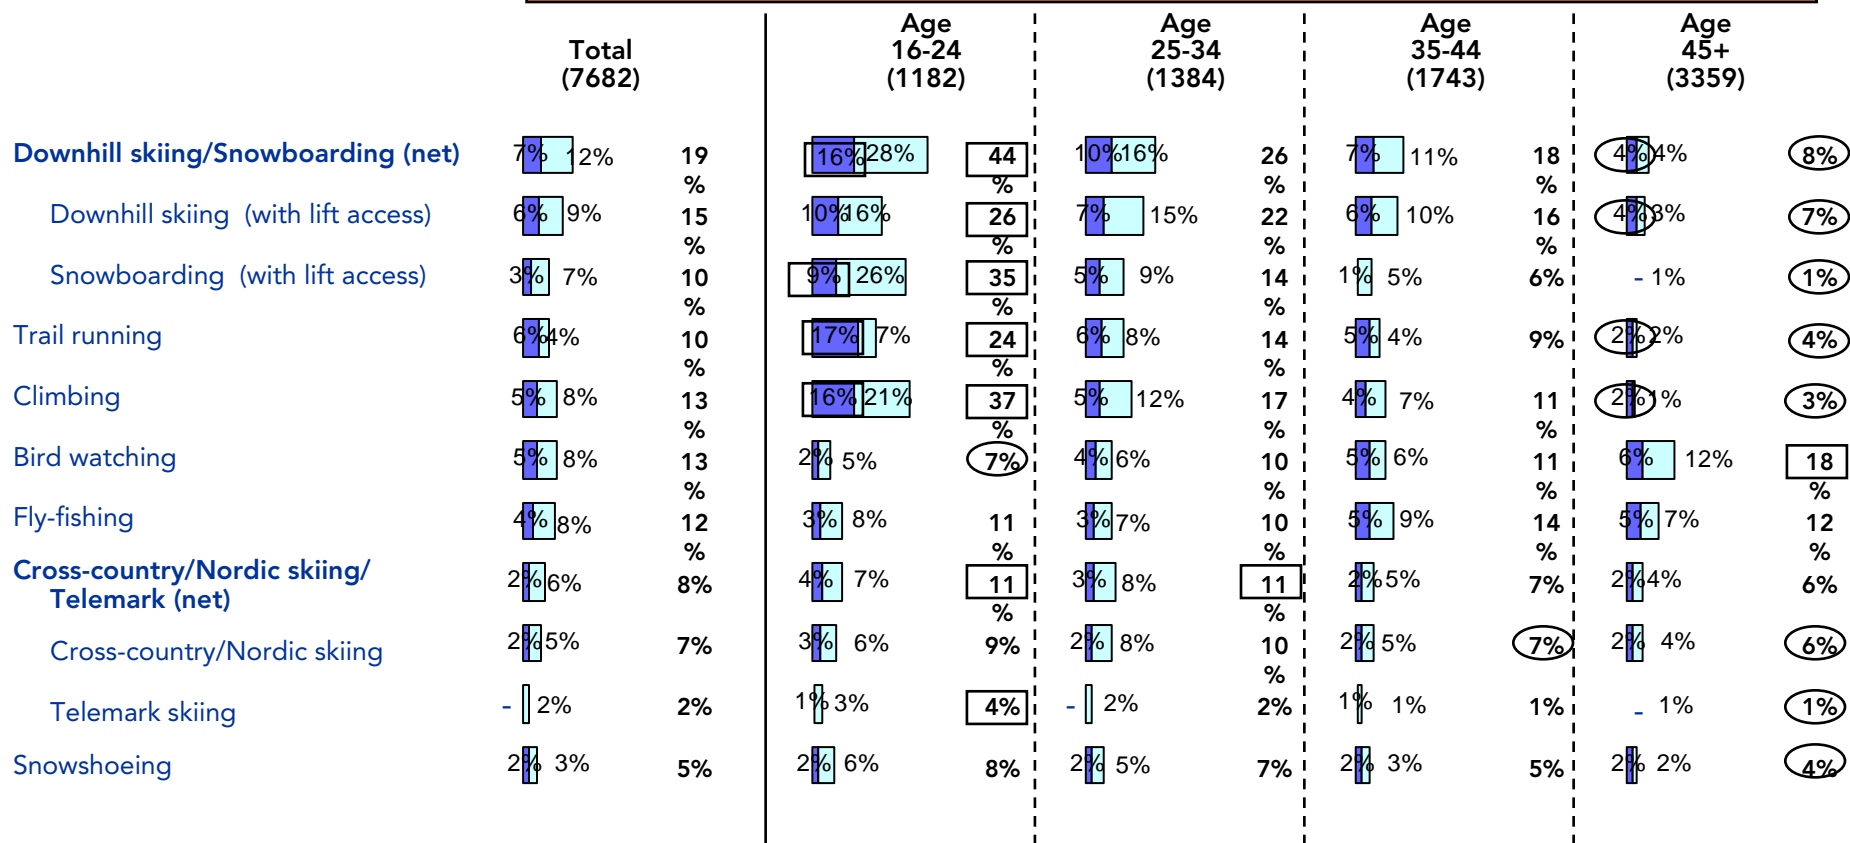 Total
(7682)
Age
16-24
(1182)
Age
25-34
(1384)
Age
35-44
(1743)
Age
45+
(3359)
Downhill skiing/Snowboarding (net) 7% 12% 19% 16% 28% 44% 10% 16% 26% 7% 11% 18% 4% 4% 8%
Downhill skiing (with lift access) 6% 9% 15% 10% 16% 26% 7% 15% 22% 6% 10% 16% 4% 3% 7%
Snowboarding (with lift access) 3% 7% 10% 9% 26% 35% 5% 9% 14% 1% 5% 6% - 1% 1%
Trail running 6% 4% 10% 17% 7% 24% 6% 8% 14% 5% 4% 9% 2% 2% 4%
Climbing 5% 8% 13% 16% 21% 37% 5% 12% 17% 4% 7% 11% 2% 1% 3%
Bird watching 5% 8% 13% 2% 5% 7% 4% 6% 10% 5% 6% 11% 6% 12% 18%
Fly-fishing 4% 8% 12% 3% 8% 11% 3% 7% 10% 5% 9% 14% 5% 7% 12%
Cross-country/Nordic skiing/
Telemark (net) 2% 6% 8% 4% 7% 11% 3% 8% 11% 2% 5% 7% 2% 4% 6%
Cross-country/Nordic skiing 2% 5% 7% 3% 6% 9% 2% 8% 10% 2% 5% 7% 2% 4% 6%
Telemark skiing - 2% 2% 1% 3% 4% - 2% 2% 1% 1% 1% - 1% 1%
Snowshoeing 2% 3% 5% 2% 6% 8% 2% 5% 7% 2% 3% 5% 2% 2% 4%